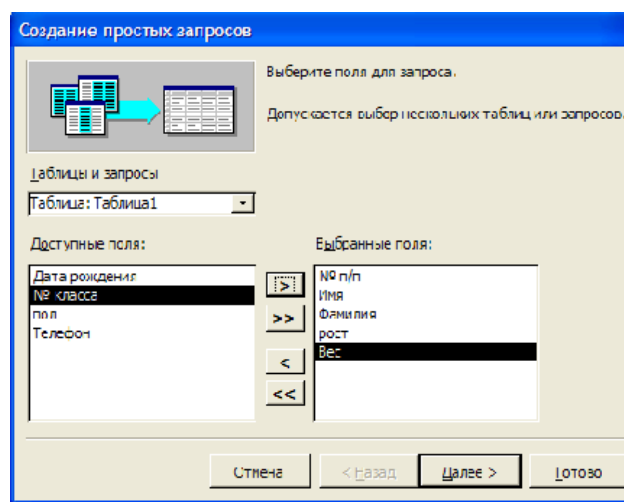 Создание простых запросов
Выберите поля для запроса.
Допускается выбор нескольких таблиц или запросов.
Таблицы и запросы
Таблица: Таблица1
Доступные поля:
Выбранные поля:
Дата рождения
№ класса
пол
Телефон
>
>>
<
<<
№ п/п
Имя
Фамилия
рост
Вес
Отмена
< Назад
Далее >
Готово